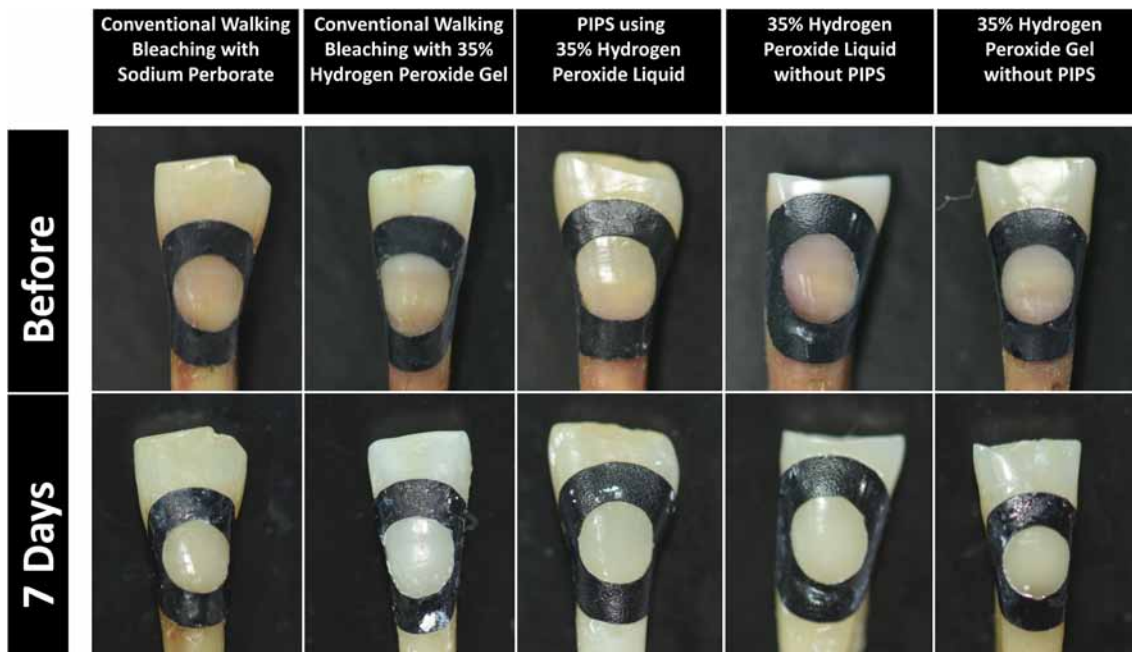 Conventional Walking
Bleaching with
Sodium Perborate
Conventional Walking
Bleaching with 35%
Hydrogen Peroxide Gel
PIPS using
35% Hydrogen
Peroxide Liquid
35% Hydrogen
Peroxide Liquid
without PIPS
35% Hydrogen
Peroxide Gel
without PIPS
Before
7 Days